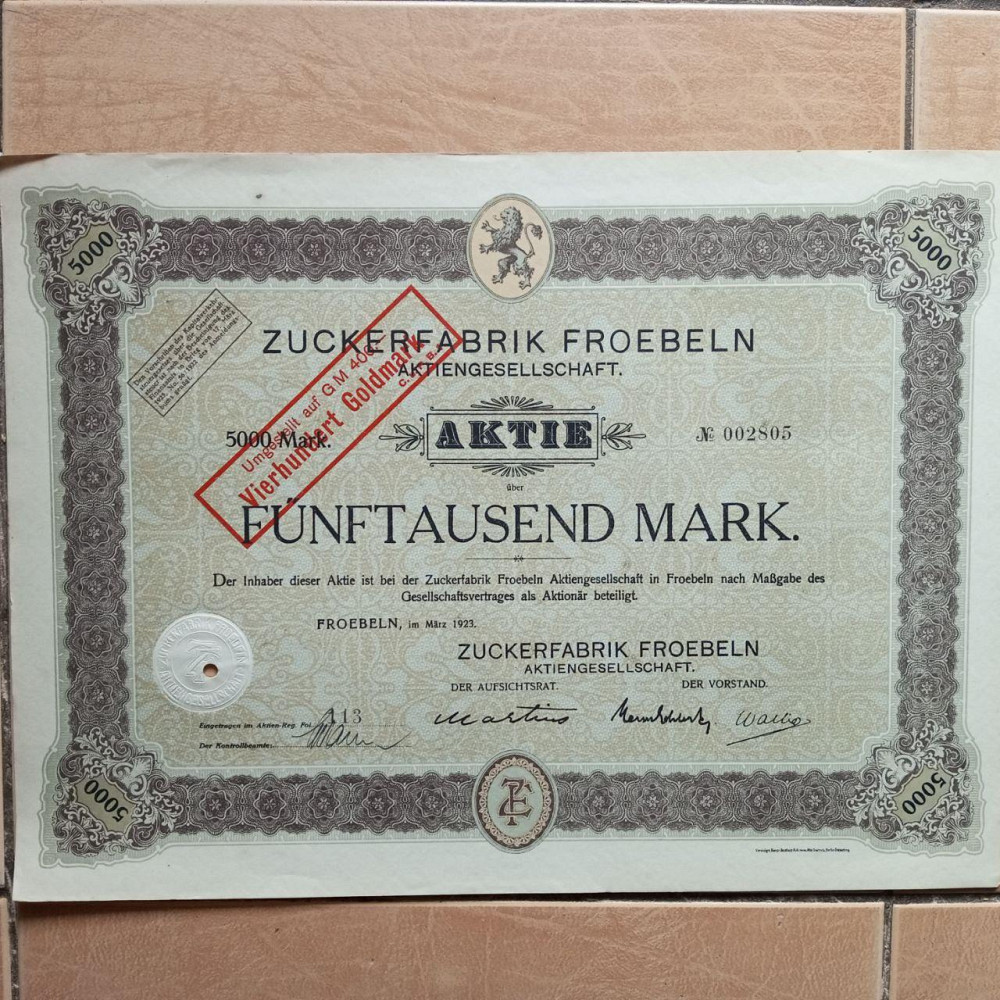 5000
5000
ZUCKERFABRIK FROEBELN
AKTIENGESELLSCHAFT.
Umgestellt auf G.M 400,-
Vierhundert Goldmark
5000 Mark.
AKTIE
№ 002805
über
FÜNFTAUSEND MARK.
Der Inhaber dieser Aktie ist bei der Zuckerfabrik Froebeln Aktiengesellschaft in Froebeln nach Maßgabe des
Gesellschaftsvertrages als Aktionär beteiligt.
FROEBELN, im März 1923.
ZUCKERFABRIK FROEBELN
AKTIENGESELLSCHAFT.
DER AUFSICHTSRAT.
DER VORSTAND.
Eingetragen im Aktien-Reg. Fol. 113
Martius
Der Kontrollbeamte:
5000
ZF
5000